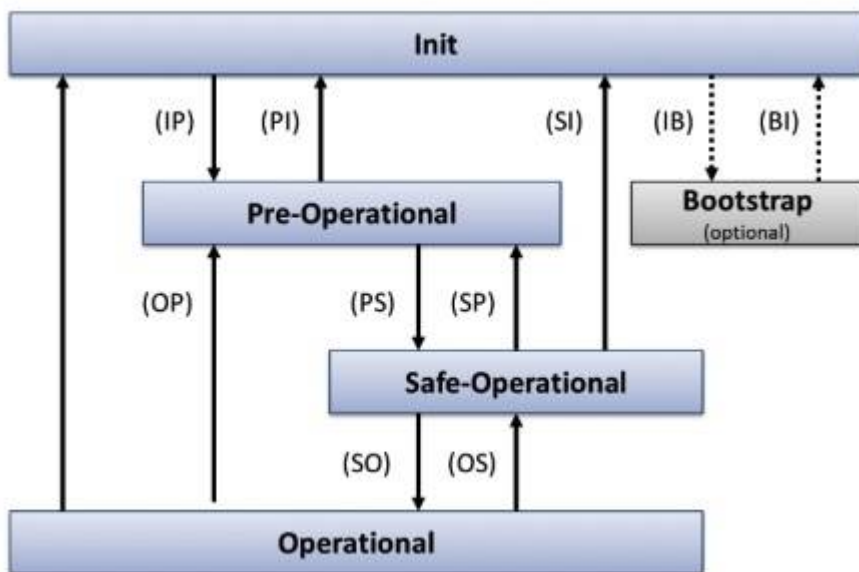 Init
(IP)
(PI)
(SI)
(IB)
(BI)
Pre-Operational
Bootstrap
(optional)
(OP)
(PS)
(SP)
Safe-Operational
(SO)
(OS)
Operational